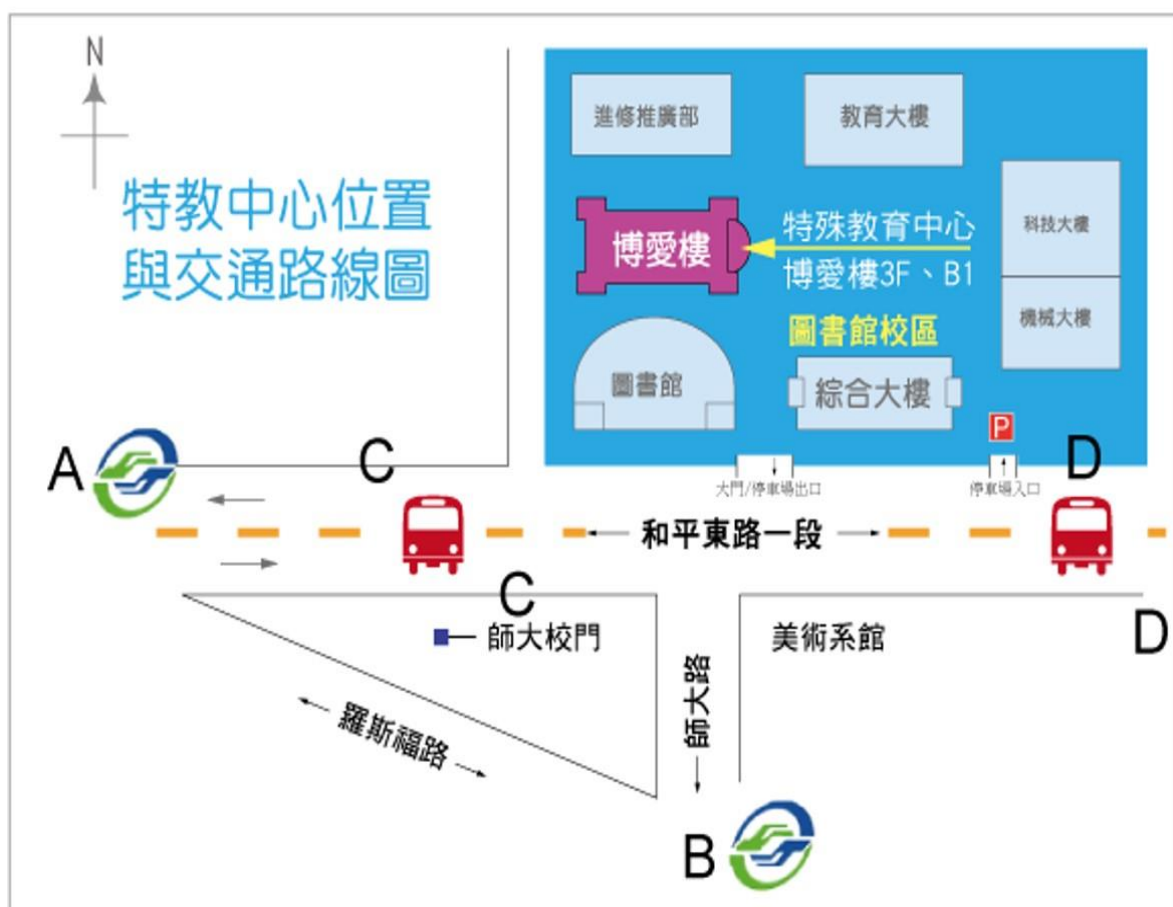 N
特教中心位置
與交通路線圖
進修推廣部
教育大樓
博愛樓
特殊教育中心
博愛樓3F、B1
科技大樓
圖書館校區
機械大樓
圖書館
綜合大樓
P
A
C
D
大門/停車場出口
停車場入口
和平東路一段
C
師大校門
美術系館
D
師大路
羅斯福路
B